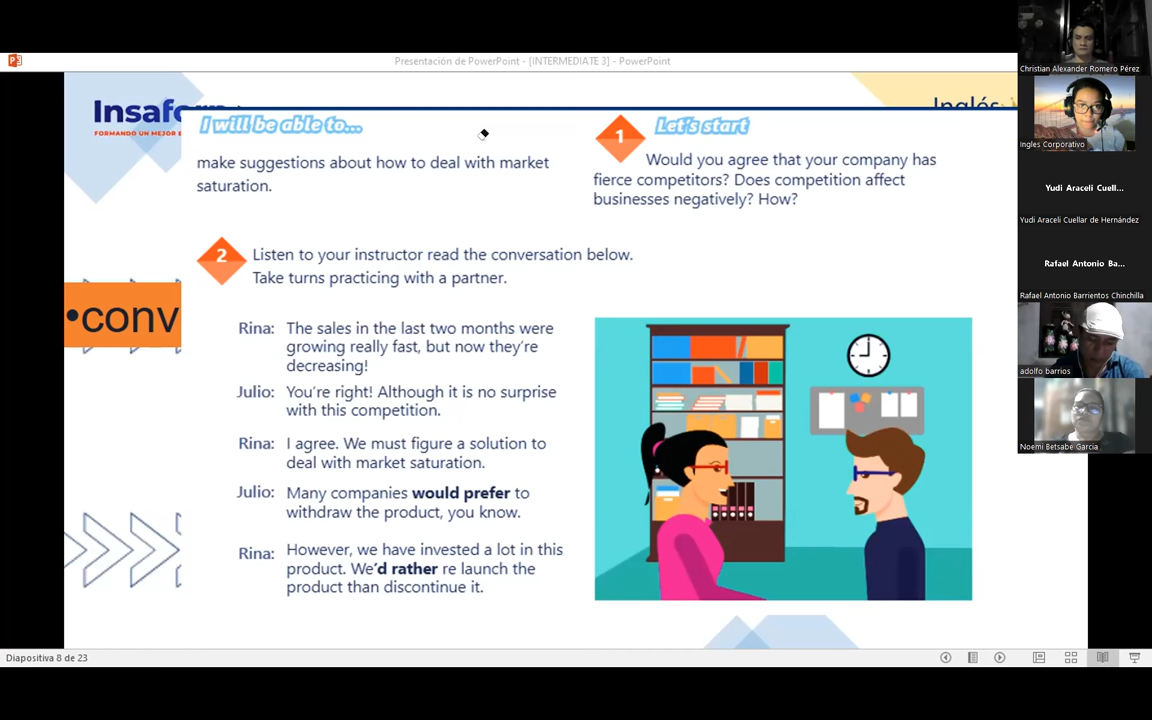 Presentación de PowerPoint - [INTERMEDIATE 3] - PowerPoint
Insafor
FORMANDO UN MEJOR
Inglés
I will be able to...
make suggestions about how to deal with market
saturation.
1
Let's start
Would you agree that your company has
fierce competitors? Does competition affect
businesses negatively? How?
2
Listen to your instructor read the conversation below.
Take turns practicing with a partner.
•conv
Rina: The sales in the last two months were
growing really fast, but now they're
decreasing!
Julio: You're right! Although it is no surprise
with this competition.
Rina: I agree. We must figure a solution to
deal with market saturation.
Julio: Many companies would prefer to
withdraw the product, you know.
Rina: However, we have invested a lot in this
product. We'd rather re launch the
product than discontinue it.
Diapositiva 8 de 23
Christian Alexander Romero Pérez
Ingles Corporativo
Yudi Araceli Cuell...
Yudi Araceli Cuellar de Hernández
Rafael Antonio Ba...
Rafael Antonio Barrientos Chinchilla
adolfo barrios
Noemi Betsabe Garcia